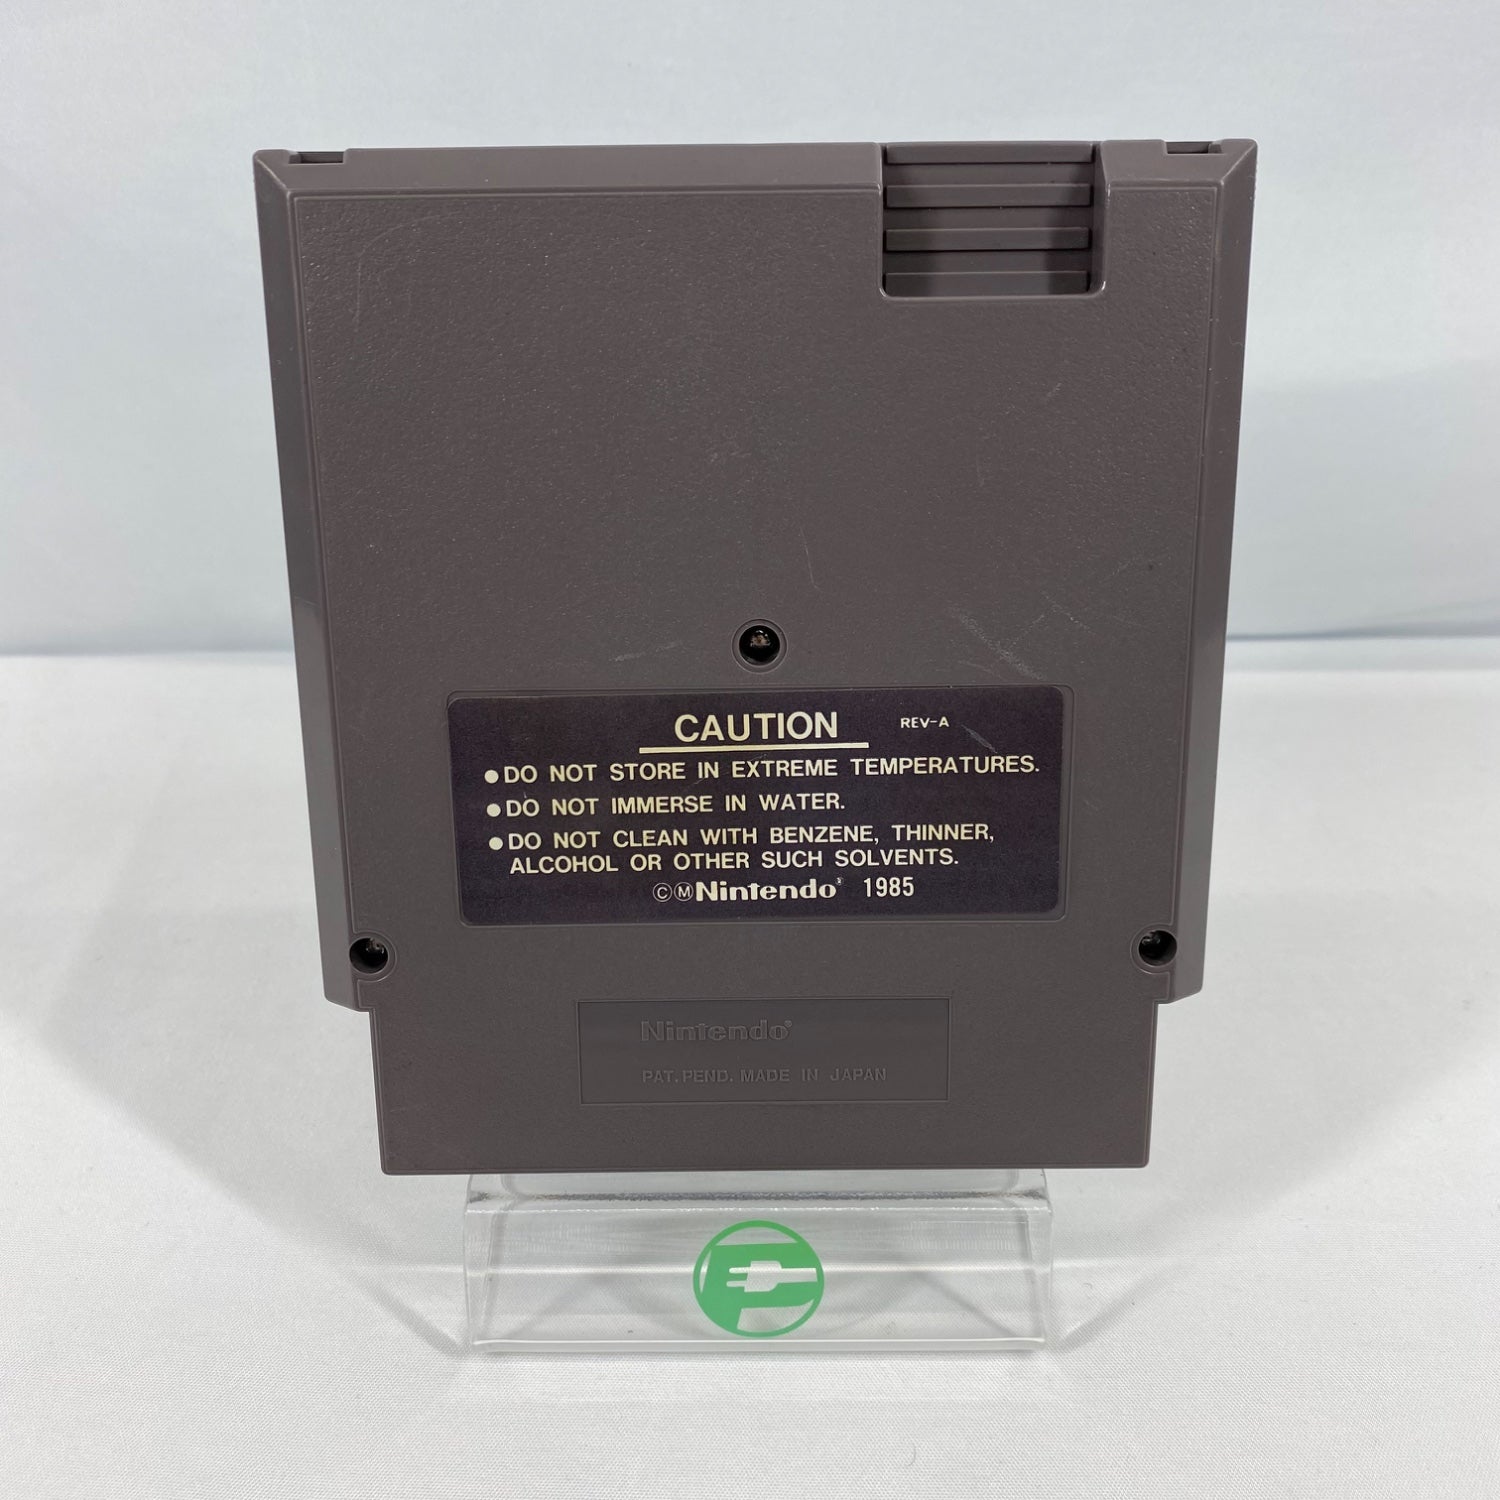 CAUTION REV-A
●DO NOT STORE IN EXTREME TEMPERATURES.
●DO NOT IMMERSE IN WATER.
●DO NOT CLEAN WITH BENZENE, THINNER,
ALCOHOL OR OTHER SUCH SOLVENTS.
ⒸⓂNintendo® 1985
Nintendo®
PAT. PEND. MADE IN JAPAN